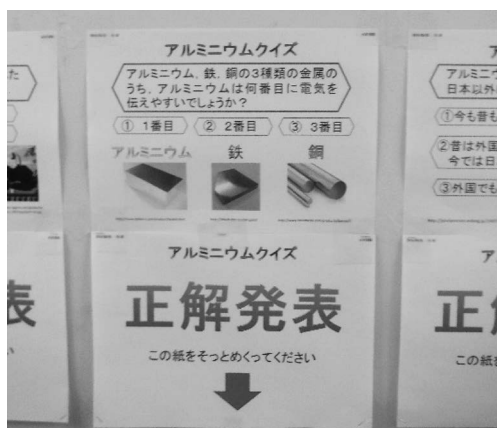 アルミニウムクイズ
アルミニウム、鉄、銅の3種類の金属の
うち、アルミニウムは何番目に電気を
伝えやすいでしょうか?
① 1番目 ② 2番目 ③ 3番目
アルミニウム 鉄 銅
アルミニウムクイズ
正解発表
この紙をそっとめくってください
た
表
アルミニウ
日本以外
①今も昔も
②昔は外国
今では日
③外国でも
正
この紙